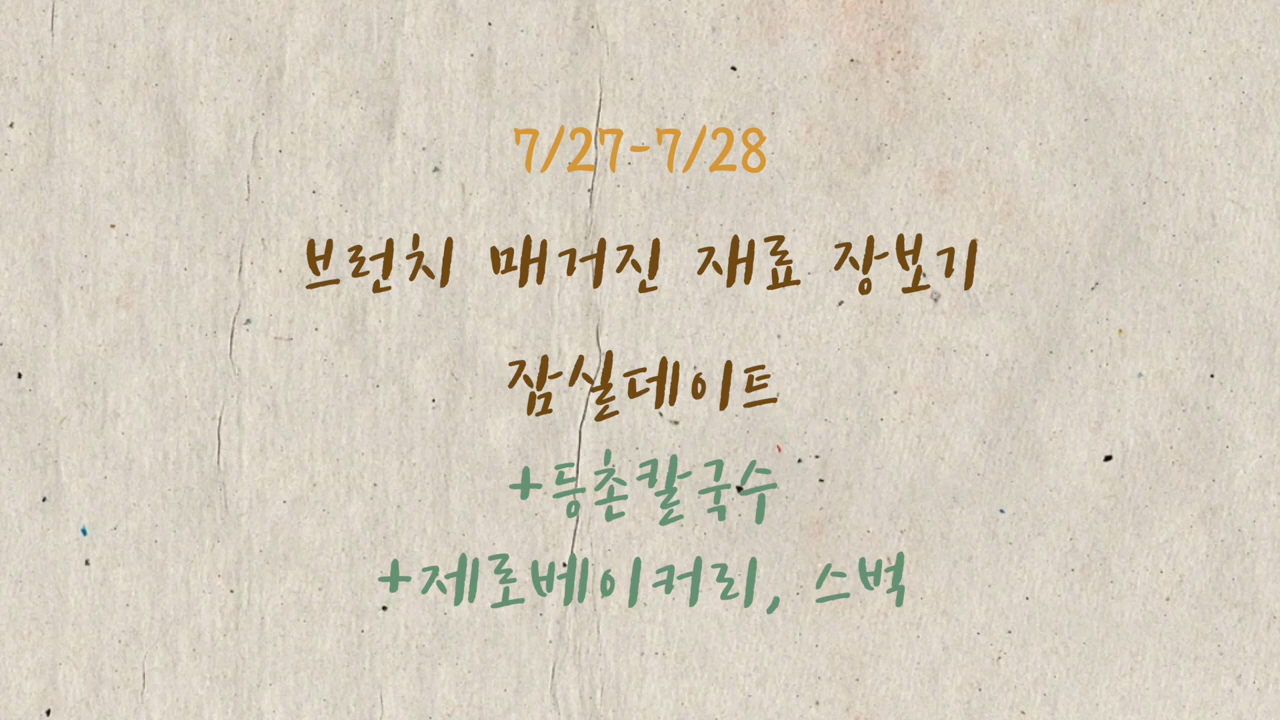 7/27-7/28
브런치 매거진 재료 장보기
잠실데이트
+등촌칼국수
+제로베이커리, 스벅